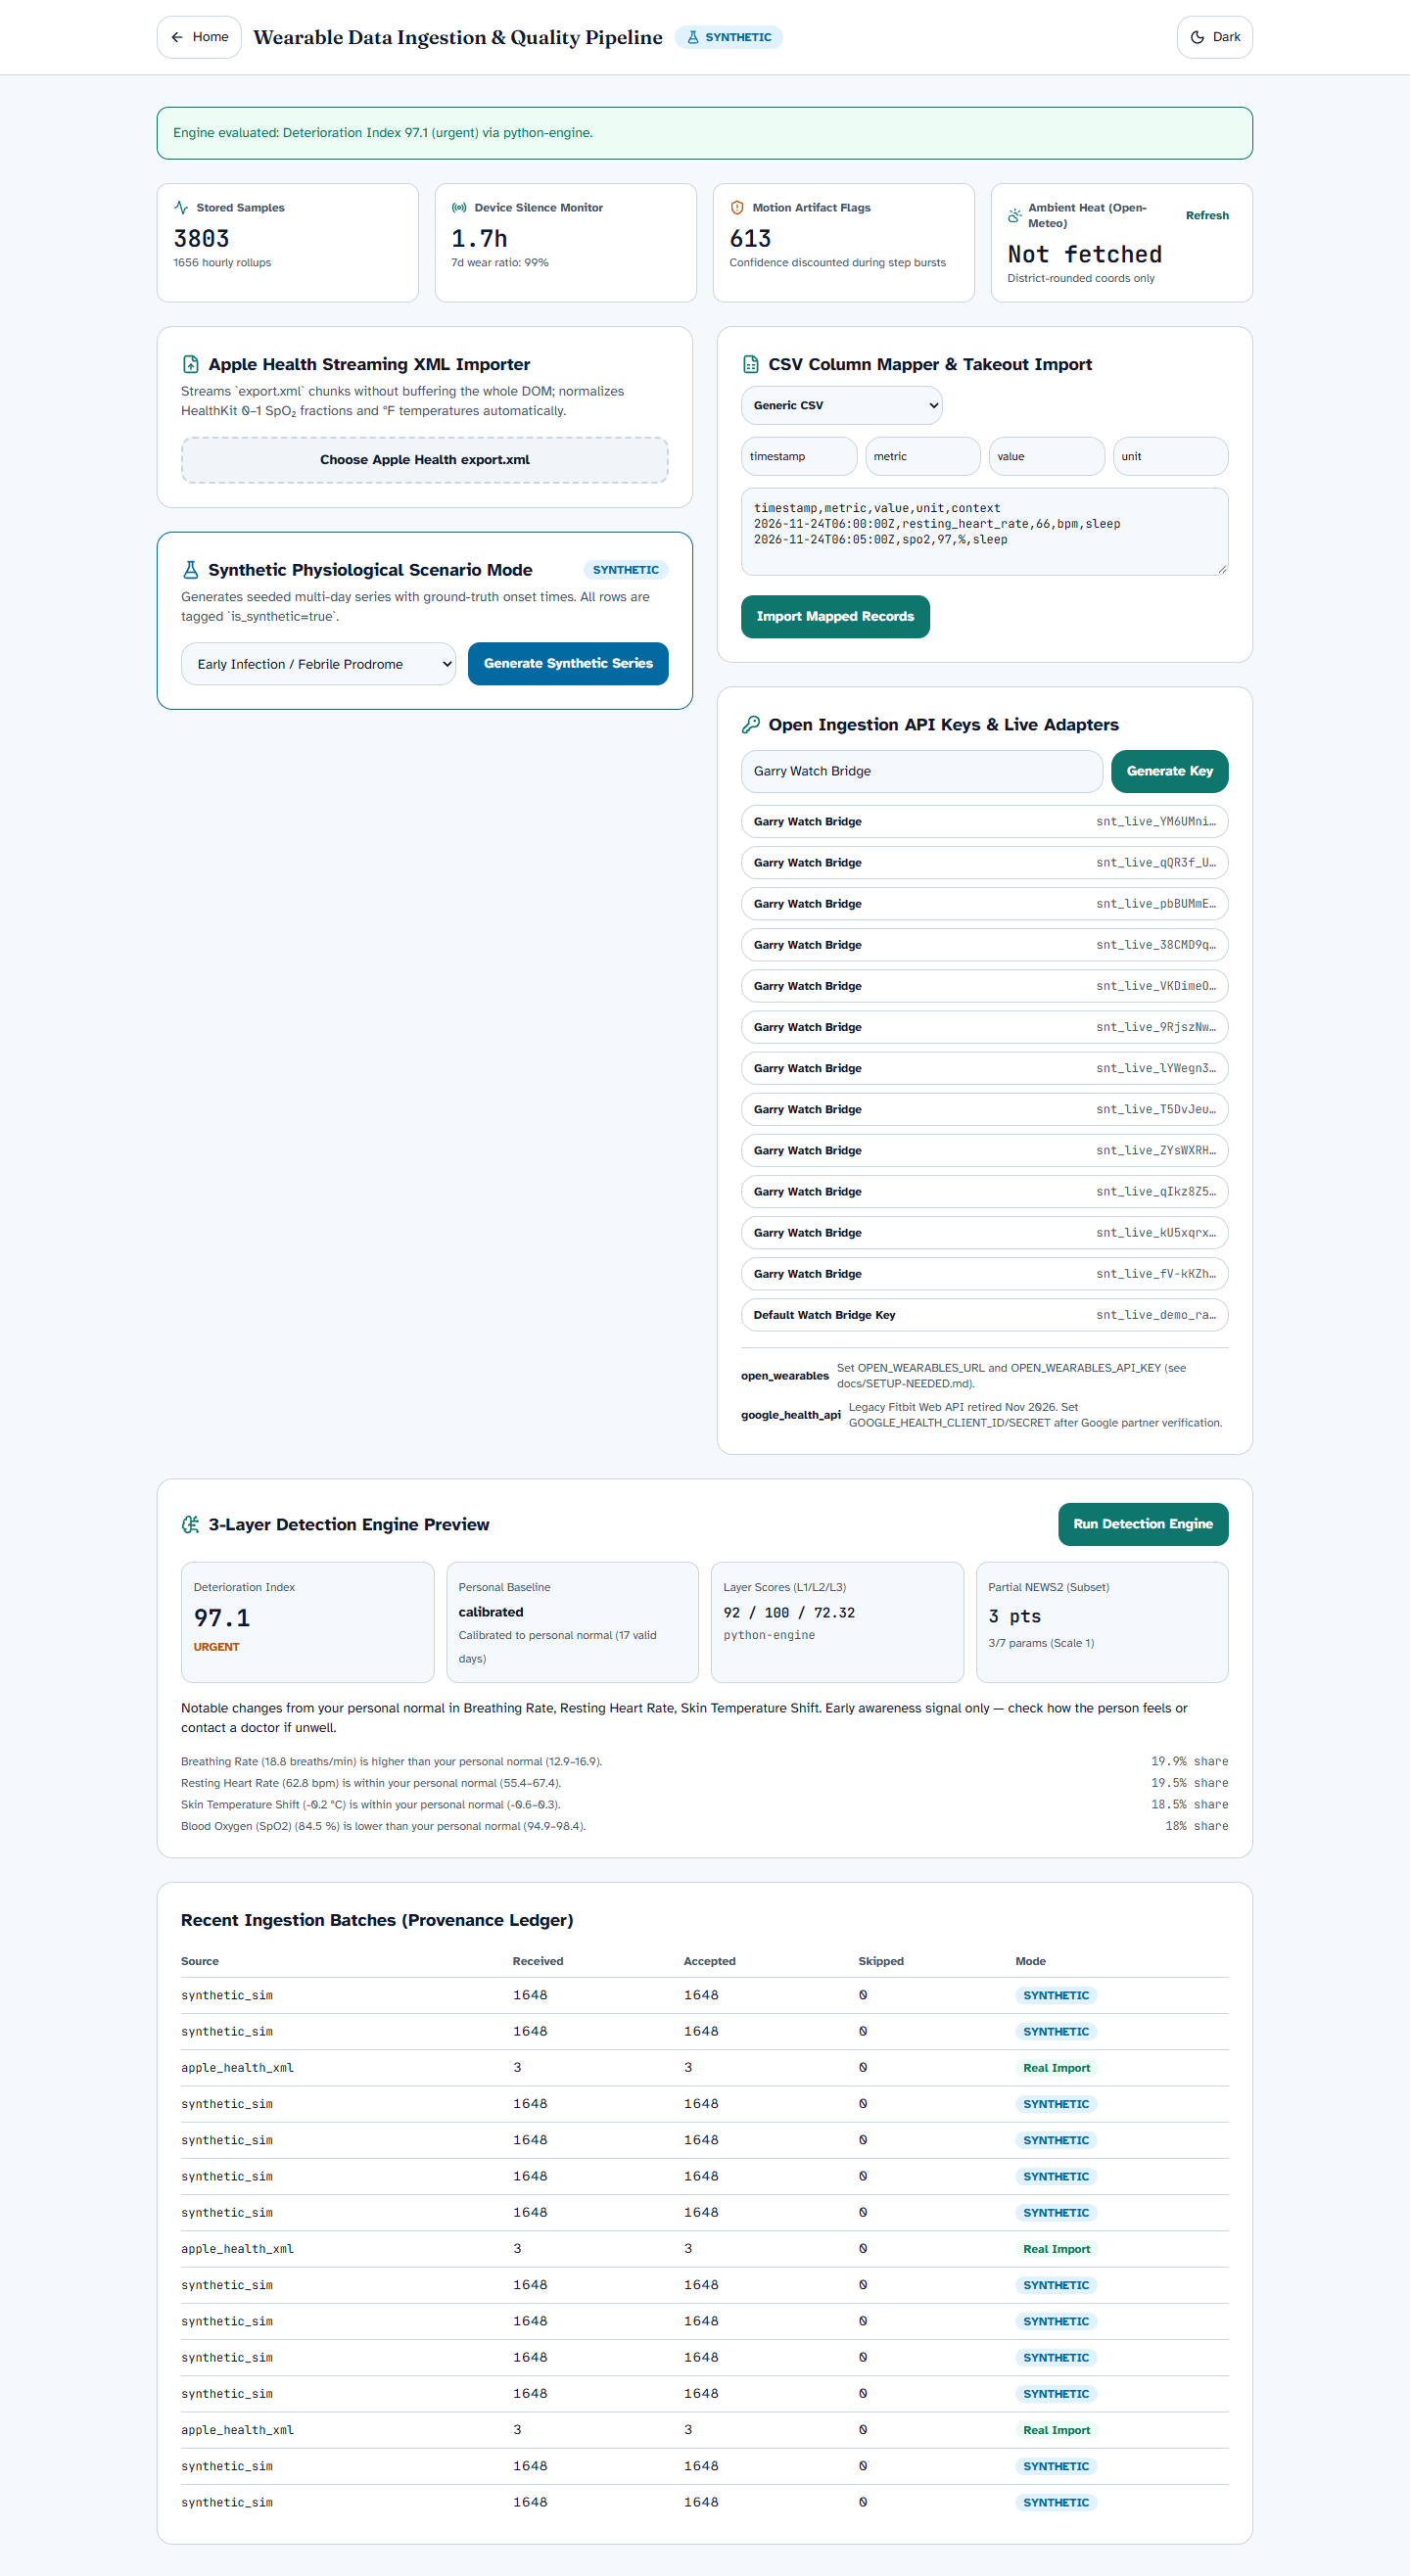 Home
Wearable Data Ingestion & Quality Pipeline
SYNTHETIC
Dark
Engine evaluated: Deterioration Index 97.1 (urgent) via python-engine.
Stored Samples
3803
1656 hourly rollups
Device Silence Monitor
1.7h
7d wear ratio: 99%
Motion Artifact Flags
613
Confidence discounted during step bursts
Ambient Heat (Open-
Meteo)
Refresh
Not fetched
District-rounded coords only
Apple Health Streaming XML Importer
Streams `export.xml` chunks without buffering the whole DOM; normalizes
HealthKit 0–1 SpO₂ fractions and °F temperatures automatically.
Choose Apple Health export.xml
Synthetic Physiological Scenario Mode
SYNTHETIC
Generates seeded multi-day series with ground-truth onset times. All rows are
tagged `is_synthetic=true`.
Early Infection / Febrile Prodrome
Generate Synthetic Series
CSV Column Mapper & Takeout Import
Generic CSV
timestamp
metric
value
unit
timestamp,metric,value,unit,context
2026-11-24T06:00:00Z,resting_heart_rate,66,bpm,sleep
2026-11-24T06:05:00Z,spo2,97,%,sleep
Import Mapped Records
Open Ingestion API Keys & Live Adapters
Garry Watch Bridge
Generate Key
Garry Watch Bridge snt_live_YM6UMni…
Garry Watch Bridge snt_live_qQR3f_U…
Garry Watch Bridge snt_live_pbBUMmE…
Garry Watch Bridge snt_live_38CMD9q…
Garry Watch Bridge snt_live_VKDimeO…
Garry Watch Bridge snt_live_9RjszNw…
Garry Watch Bridge snt_live_lYWegn3…
Garry Watch Bridge snt_live_T5DvJeu…
Garry Watch Bridge snt_live_ZYsWXRH…
Garry Watch Bridge snt_live_qIkz8Z5…
Garry Watch Bridge snt_live_kU5xqrx…
Garry Watch Bridge snt_live_fV-kKZh…
Default Watch Bridge Key snt_live_demo_ra…
open_wearables
Set OPEN_WEARABLES_URL and OPEN_WEARABLES_API_KEY (see
docs/SETUP-NEEDED.md).
google_health_api
Legacy Fitbit Web API retired Nov 2026. Set
GOOGLE_HEALTH_CLIENT_ID/SECRET after Google partner verification.
3-Layer Detection Engine Preview
Run Detection Engine
Deterioration Index
97.1
URGENT
Personal Baseline
calibrated
Calibrated to personal normal (17 valid
days)
Layer Scores (L1/L2/L3)
92 / 100 / 72.32
python-engine
Partial NEWS2 (Subset)
3 pts
3/7 params (Scale 1)
Notable changes from your personal normal in Breathing Rate, Resting Heart Rate, Skin Temperature Shift. Early awareness signal only — check how the person feels or
contact a doctor if unwell.
Breathing Rate (18.8 breaths/min) is higher than your personal normal (12.9–16.9). 19.9% share
Resting Heart Rate (62.8 bpm) is within your personal normal (55.4–67.4). 19.5% share
Skin Temperature Shift (-0.2 °C) is within your personal normal (-0.6–0.3). 18.5% share
Blood Oxygen (SpO2) (84.5 %) is lower than your personal normal (94.9–98.4). 18% share
Recent Ingestion Batches (Provenance Ledger)
Source Received Accepted Skipped Mode
synthetic_sim 1648 1648 0 SYNTHETIC
synthetic_sim 1648 1648 0 SYNTHETIC
apple_health_xml 3 3 0 Real Import
synthetic_sim 1648 1648 0 SYNTHETIC
synthetic_sim 1648 1648 0 SYNTHETIC
synthetic_sim 1648 1648 0 SYNTHETIC
synthetic_sim 1648 1648 0 SYNTHETIC
apple_health_xml 3 3 0 Real Import
synthetic_sim 1648 1648 0 SYNTHETIC
synthetic_sim 1648 1648 0 SYNTHETIC
synthetic_sim 1648 1648 0 SYNTHETIC
synthetic_sim 1648 1648 0 SYNTHETIC
apple_health_xml 3 3 0 Real Import
synthetic_sim 1648 1648 0 SYNTHETIC
synthetic_sim 1648 1648 0 SYNTHETIC